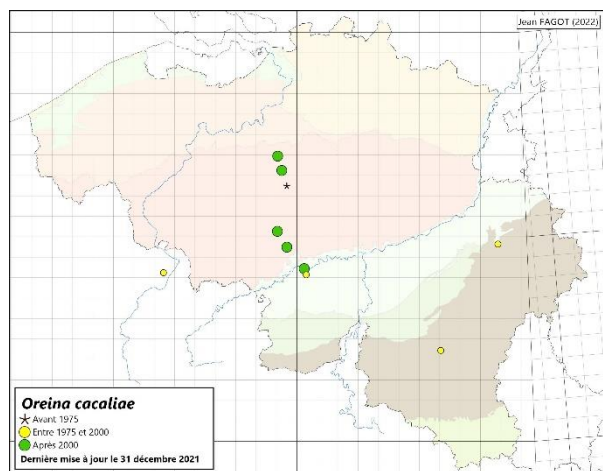 Jean FAGOT (2022)
Oreina cacaliae
Avant 1975
Entre 1975 et 2000
Après 2000
Dernière mise à jour le 31 décembre 2021